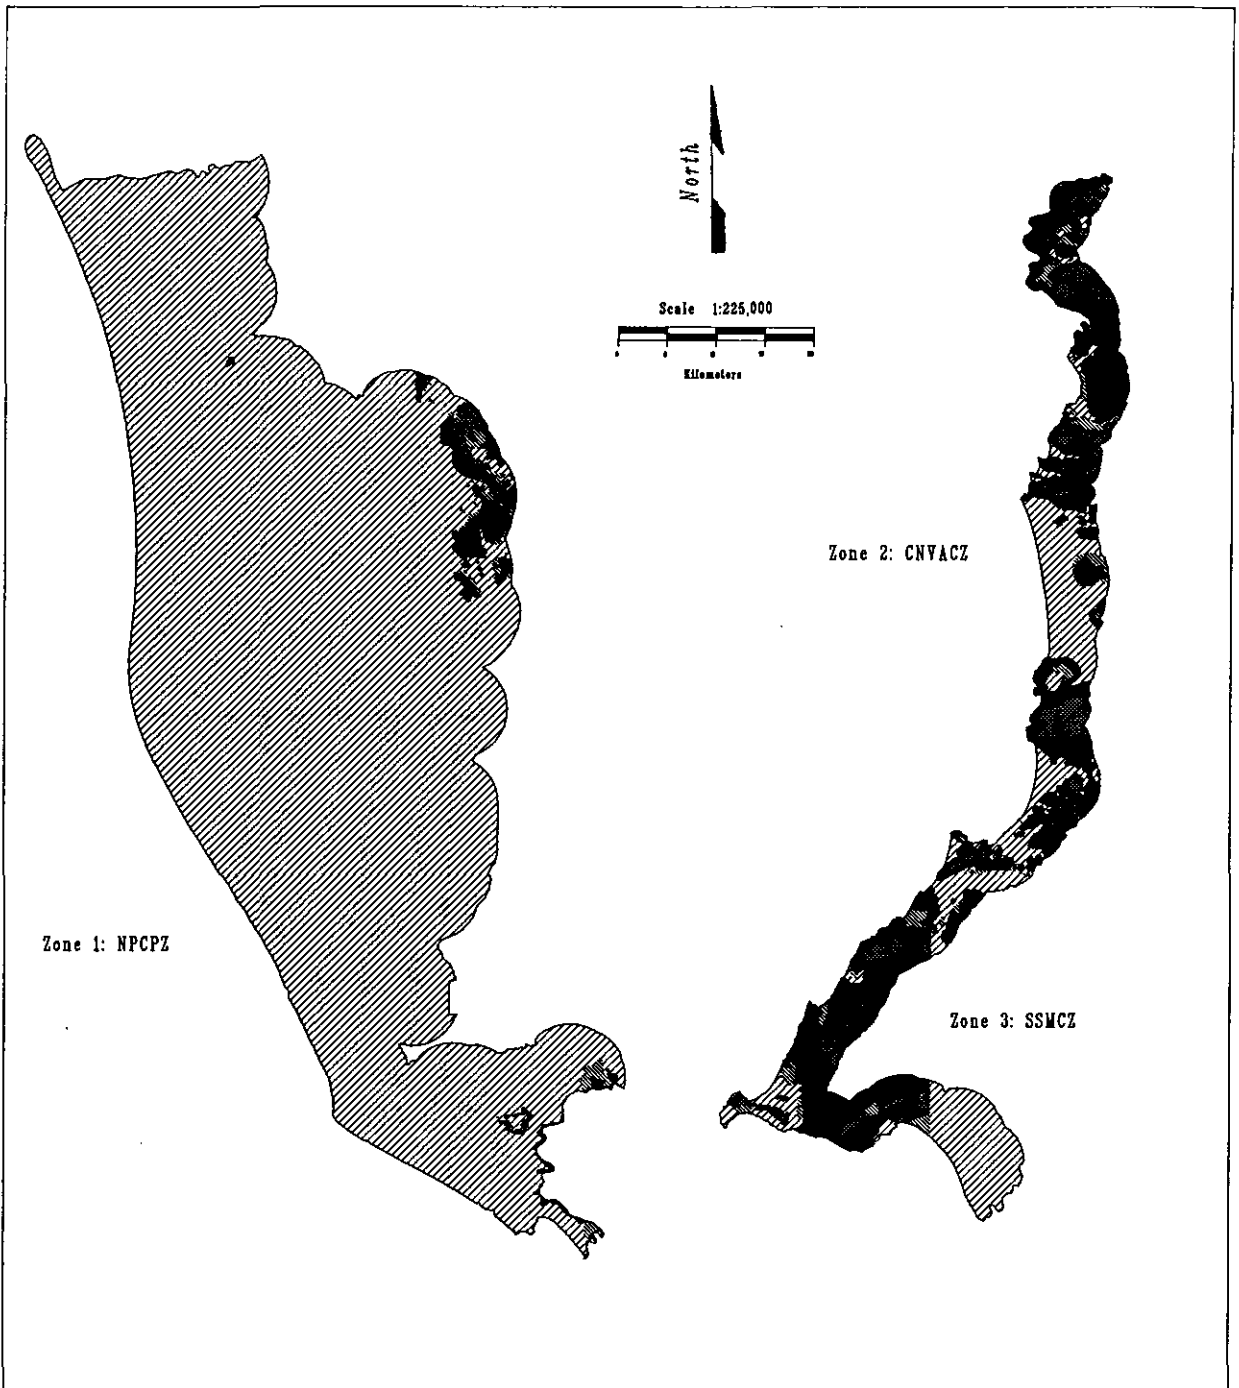 North
Scale 1:225,000
Kilometers
Zone 2: CNVACZ
Zone 1: NPCPZ
Zone 3: SSMCZ